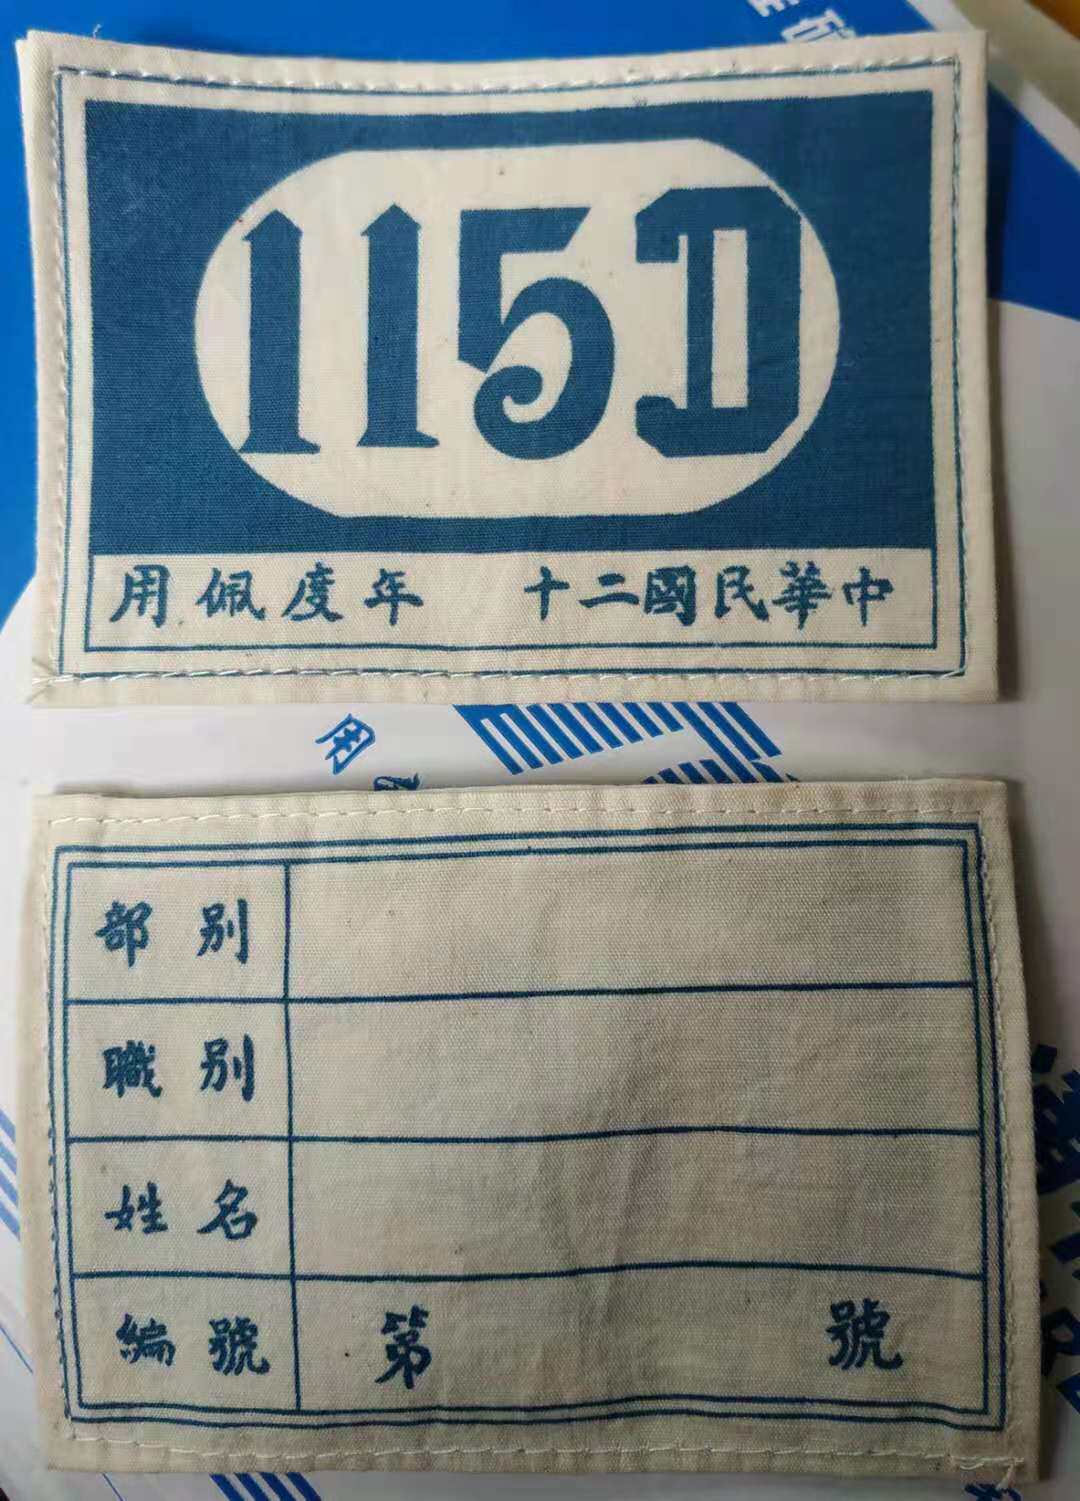 115D
中華民國二十 年度佩用
部別
職別
姓名
編號 第 號
用